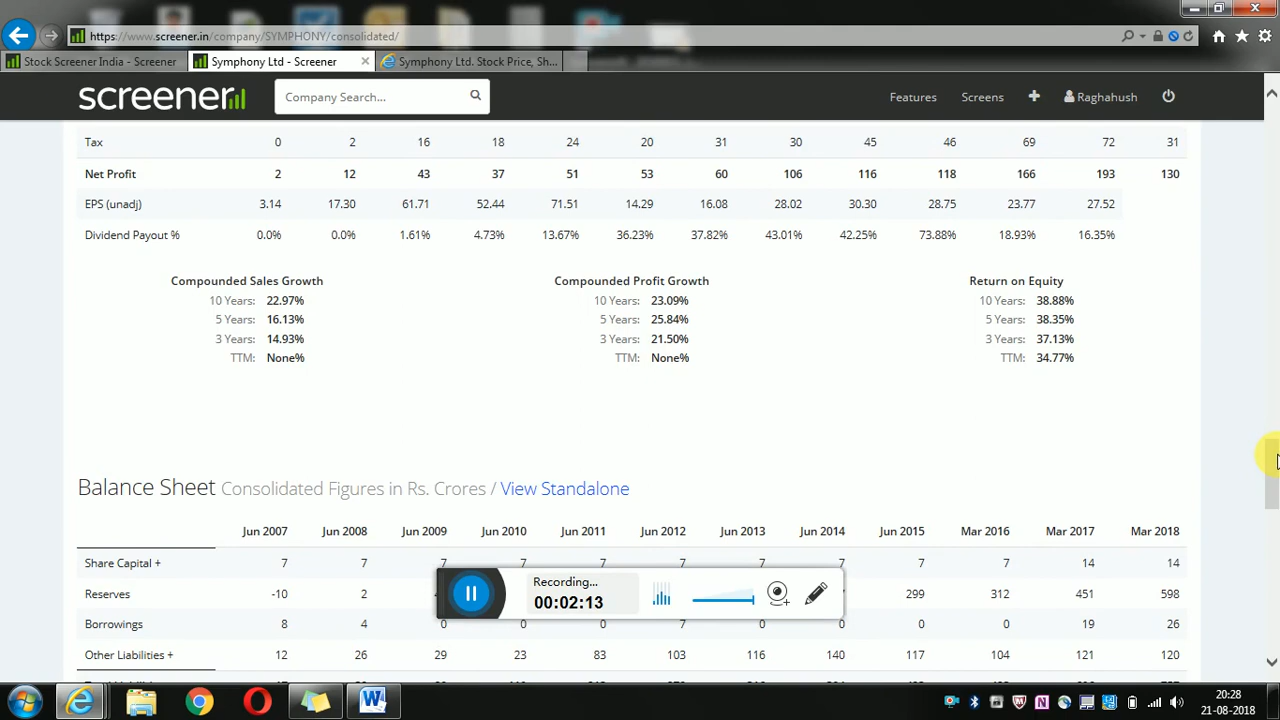 https://www.screener.in/company/SYMPHONY/consolidated/
Stock Screener India - Screener
Symphony Ltd - Screener
Symphony Ltd. Stock Price, Sh...
screener
Company Search...
Features
Screens
Raghahush
Tax 0 2 16 18 24 20 31 30 45 46 69 72 31
Net Profit 2 12 43 37 51 53 60 106 116 118 166 193 130
EPS (unadj) 3.14 17.30 61.71 52.44 71.51 14.29 16.08 28.02 30.30 28.75 23.77 27.52
Dividend Payout % 0.0% 0.0% 1.61% 4.73% 13.67% 36.23% 37.82% 43.01% 42.25% 73.88% 18.93% 16.35%
Compounded Sales Growth
10 Years: 22.97%
5 Years: 16.13%
3 Years: 14.93%
TTM: None%
Compounded Profit Growth
10 Years: 23.09%
5 Years: 25.84%
3 Years: 21.50%
TTM: None%
Return on Equity
10 Years: 38.88%
5 Years: 38.35%
3 Years: 37.13%
TTM: 34.77%
Balance Sheet Consolidated Figures in Rs. Crores / View Standalone
Jun 2007 Jun 2008 Jun 2009 Jun 2010 Jun 2011 Jun 2012 Jun 2013 Jun 2014 Jun 2015 Mar 2016 Mar 2017 Mar 2018
Share Capital + 7 7 7 7 7 7 7 7 7 7 14 14
Reserves -10 2 299 312 451 598
Borrowings 8 4 0 0 0 7 0 0 0 0 19 26
Other Liabilities + 12 26 29 23 83 103 116 140 117 104 121 120
Recording...
00:02:13
20:28
21-08-2018